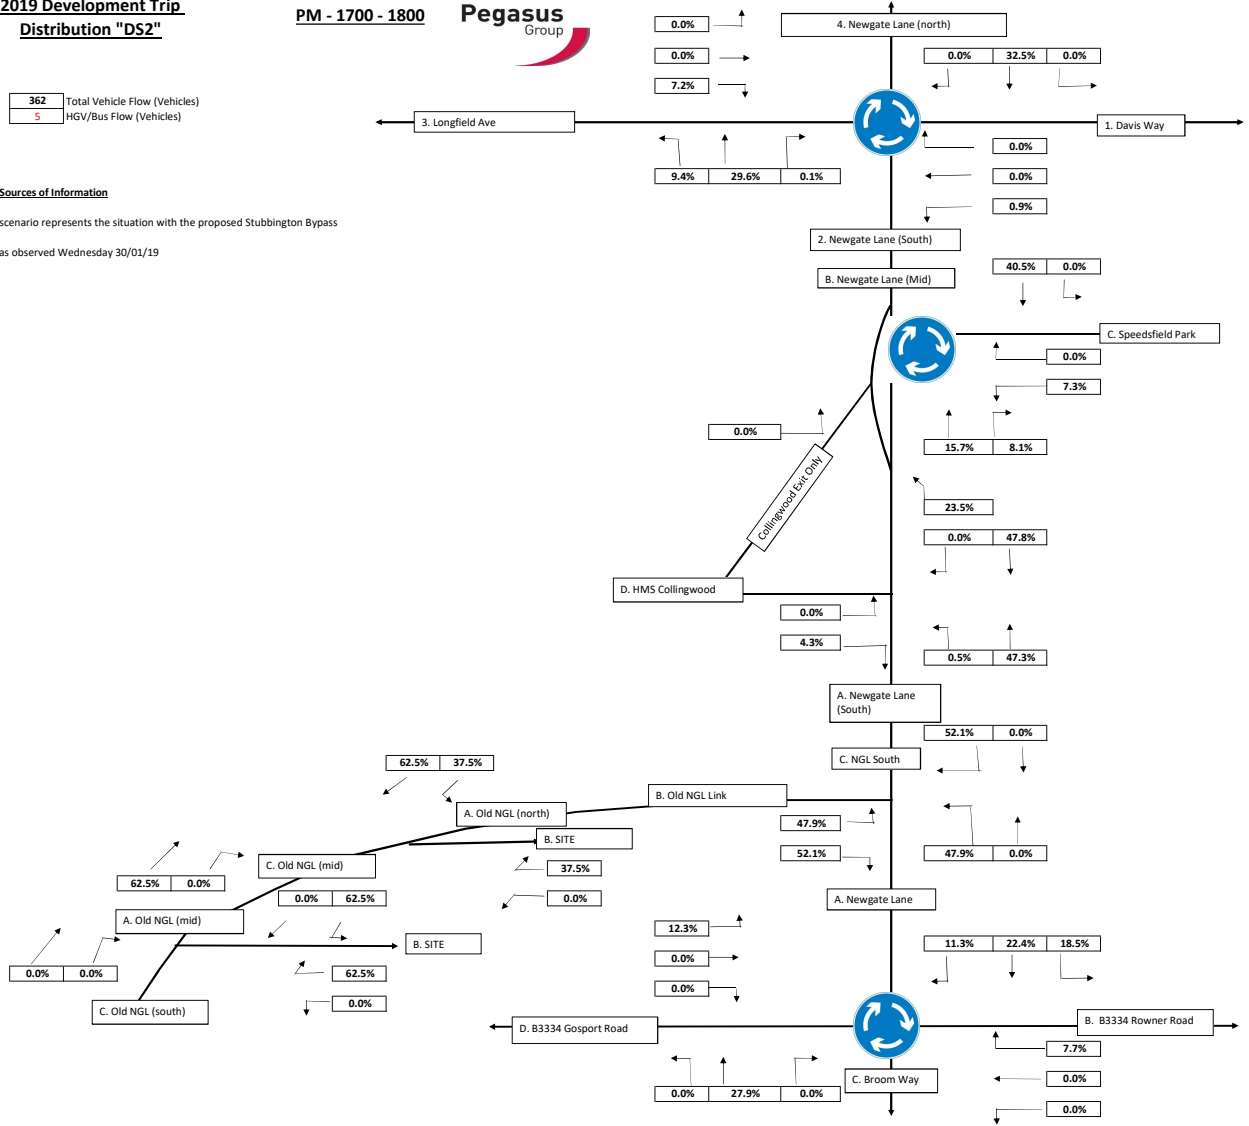 2019 Development Trip
Distribution "DS2"
PM - 1700 - 1800
Pegasus
Group
362 Total Vehicle Flow (Vehicles)
5 HGV/Bus Flow (Vehicles)
Sources of Information
scenario represents the situation with the proposed Stubbington Bypass
as observed Wednesday 30/01/19
0.0%
4. Newgate Lane (north)
0.0%
0.0% 32.5% 0.0%
7.2%
3. Longfield Ave
1. Davis Way
0.0%
9.4% 29.6% 0.1%
0.0%
0.9%
2. Newgate Lane (South)
B. Newgate Lane (Mid)
40.5% 0.0%
C. Speedsfield Park
0.0%
7.3%
0.0%
15.7% 8.1%
Collingwood Exit Only
23.5%
0.0% 47.8%
D. HMS Collingwood
0.0%
4.3%
0.5% 47.3%
A. Newgate Lane
(South)
52.1% 0.0%
C. NGL South
62.5% 37.5%
B. Old NGL Link
A. Old NGL (north)
47.9%
B. SITE
52.1%
47.9% 0.0%
C. Old NGL (mid)
37.5%
62.5% 0.0%
0.0% 62.5%
0.0%
A. Newgate Lane
A. Old NGL (mid)
12.3%
B. SITE
11.3% 22.4% 18.5%
0.0%
0.0% 0.0%
62.5%
0.0%
0.0%
C. Old NGL (south)
D. B3334 Gosport Road
B. B3334 Rowner Road
7.7%
C. Broom Way
0.0% 27.9% 0.0%
0.0%
0.0%